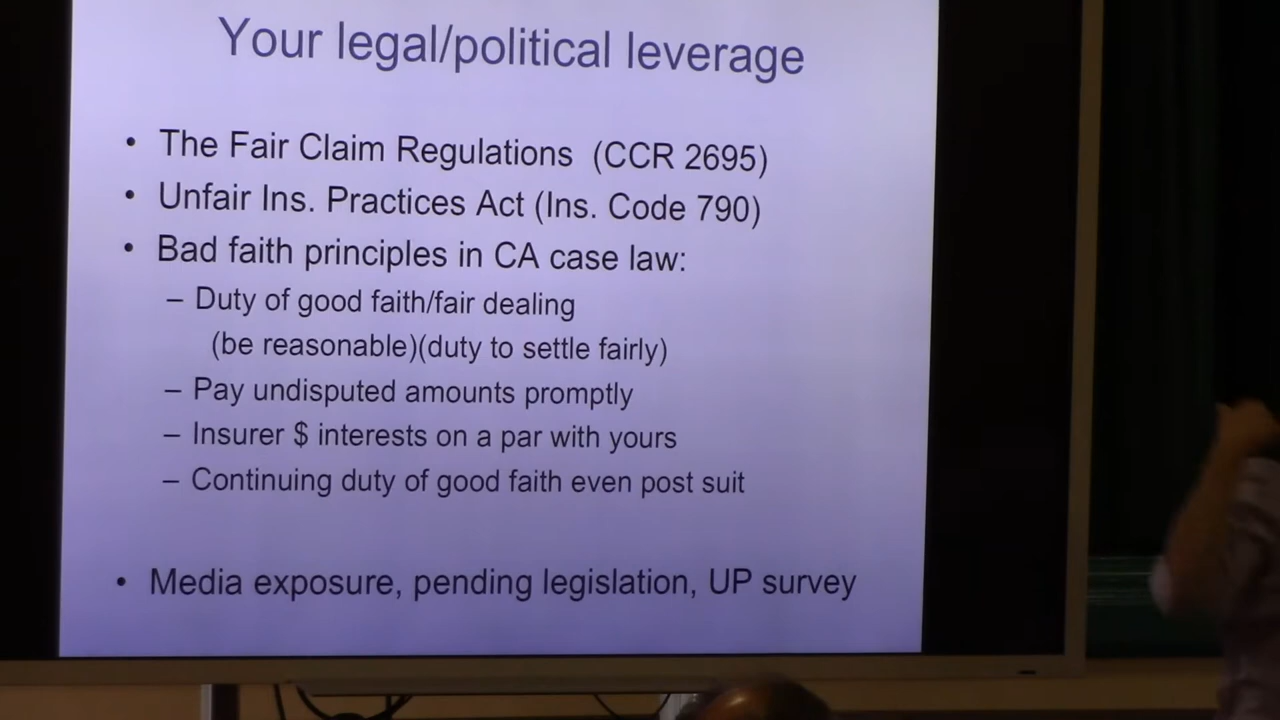 Your legal/political leverage
• The Fair Claim Regulations (CCR 2695)
• Unfair Ins. Practices Act (Ins. Code 790)
• Bad faith principles in CA case law:
– Duty of good faith/fair dealing
(be reasonable)(duty to settle fairly)
– Pay undisputed amounts promptly
– Insurer $ interests on a par with yours
– Continuing duty of good faith even post suit
• Media exposure, pending legislation, UP survey